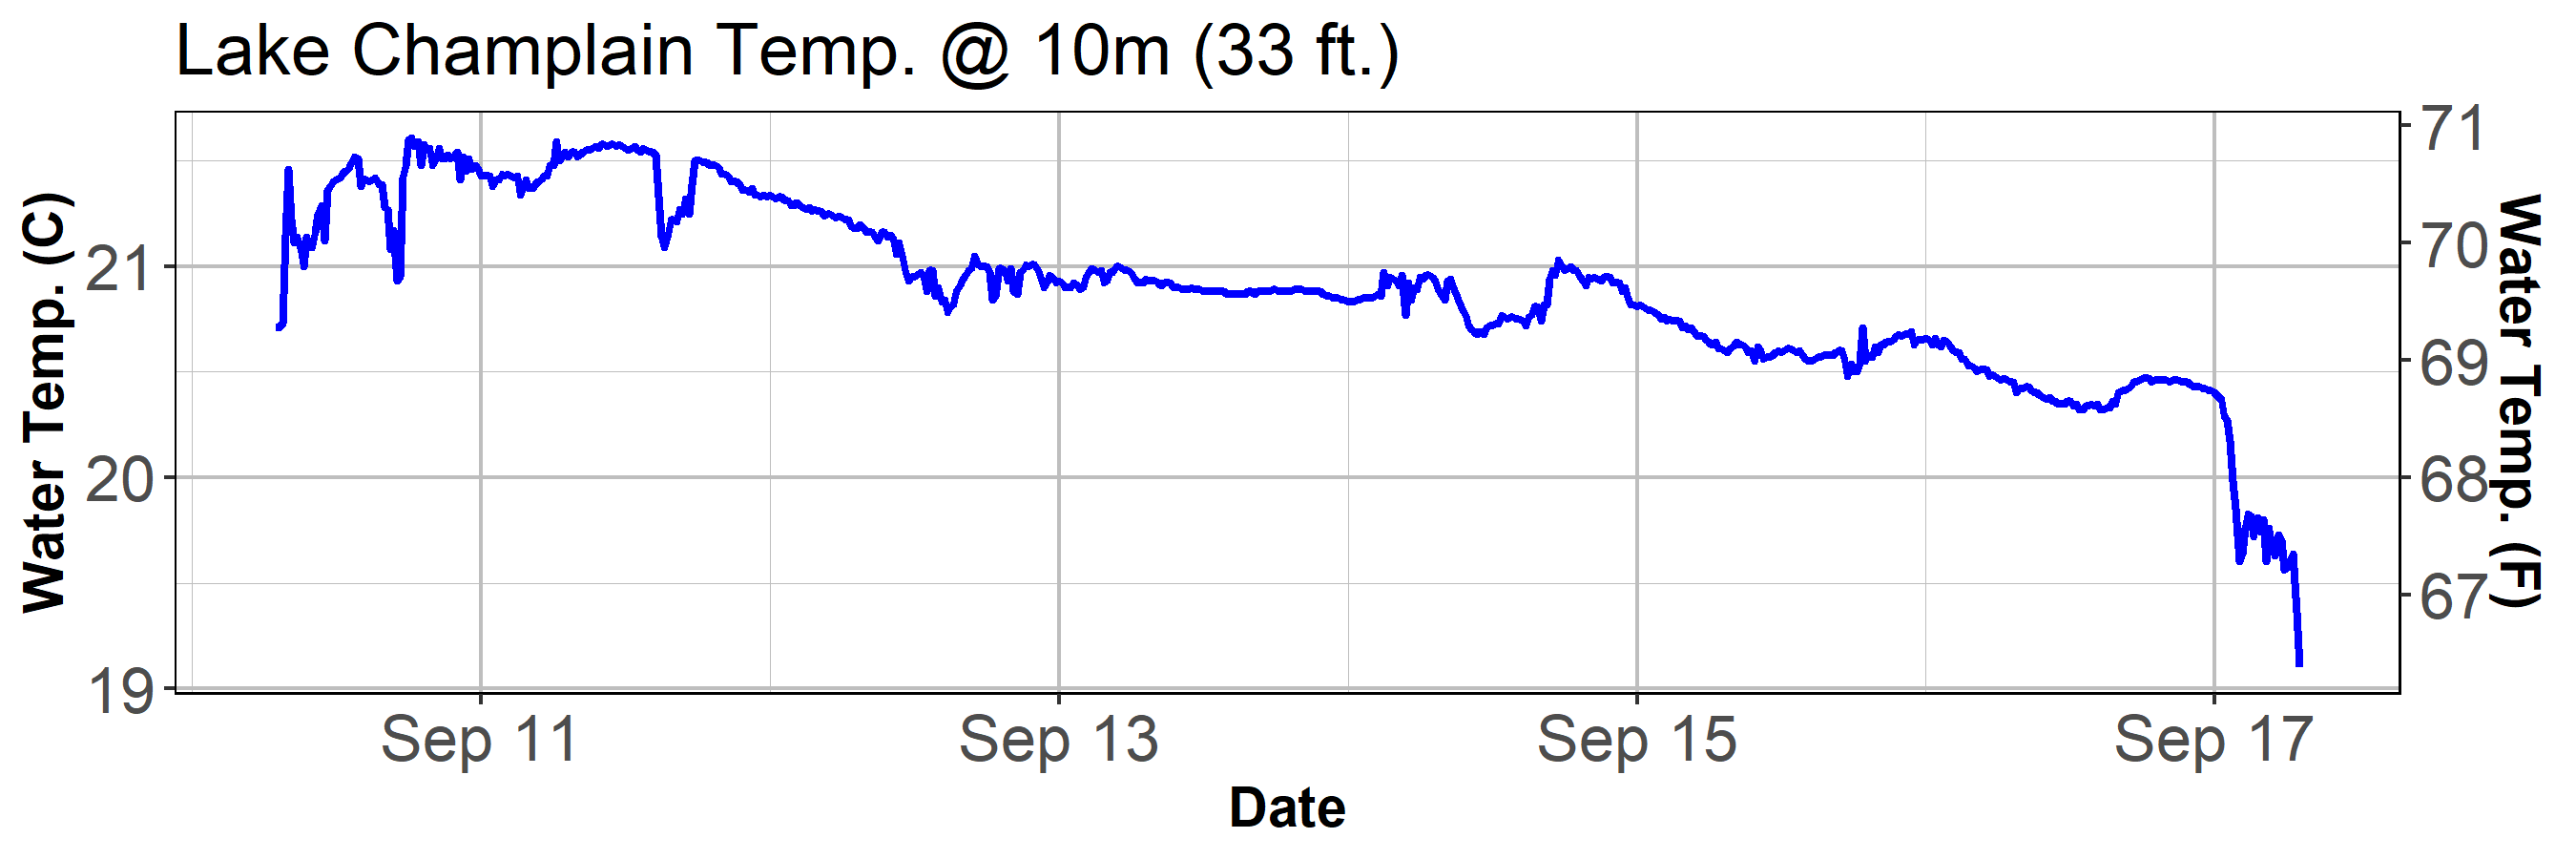 Lake Champlain Temp. @ 10m (33 ft.)
Water Temp. (C)
21
20
19
71
70
69
68
67
Water Temp. (F)
Sep 11
Sep 13
Sep 15
Sep 17
Date